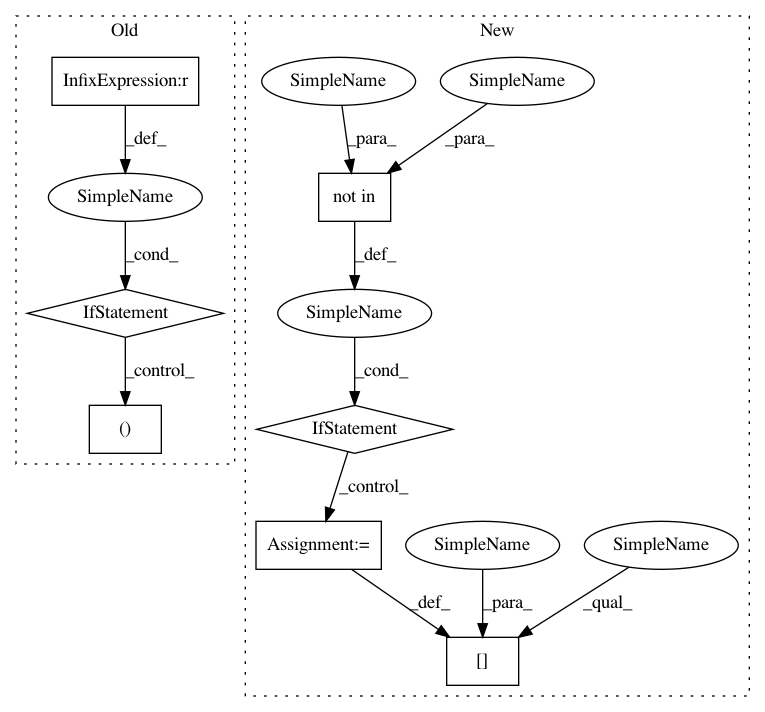 Old
New
InfixExpression:r
SimpleName
SimpleName
_def_
_para_
_para_
SimpleName
not in
_cond_
_def_
IfStatement
SimpleName
_control_
_cond_
()
IfStatement
_control_
Assignment:=
SimpleName
SimpleName
_def_
_para_
_qual_
[]